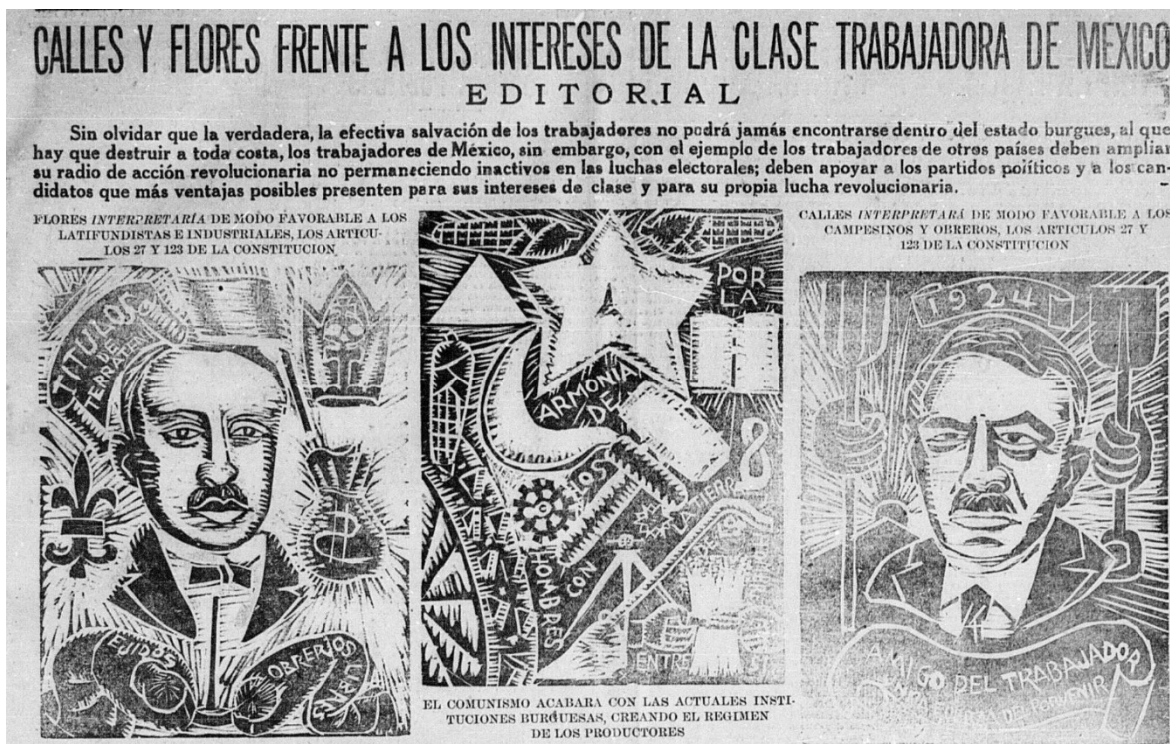 CALLES Y FLORES FRENTE A LOS INTERESES DE LA CLASE TRABAJADORA DE MEXICO
EDITORIAL
Sin olvidar que la verdadera, la efectiva salvación de los trabajadores no podrá jamás encontrarse dentro del estado burgues, al que
hay que destruir a toda costa, los trabajadores de México, sin embargo, con el ejemplo de los trabajadores de otros países deben ampliar
su radio de acción revolucionaria no permaneciendo inactivos en las luchas electorales; deben apoyar a los partidos políticos y a los can-
didatos que más ventajas posibles presenten para sus intereses de clase y para su propia lucha revolucionaria.
FLORES INTERPRETARÍA DE MODO FAVORABLE A LOS
LATIFUNDISTAS E INDUSTRIALES, LOS ARTICU-
LOS 27 Y 123 DE LA CONSTITUCION
TITULOS
DE
TERRATEN
$
EJIDOS
OBREROS LIBRES
POR
LA
ARMONIA
DE
LOS
HOMBRES
CON
LA TIERRA
ENTRE
EL COMUNISMO ACABARA CON LAS ACTUALES INSTI-
TUCIONES BURGUESAS, CREANDO EL REGIMEN
DE LOS PRODUCTORES
CALLES INTERPRETARÁ DE MODO FAVORABLE A LOS
CAMPESINOS Y OBREROS, LOS ARTICULOS 27 Y
123 DE LA CONSTITUCION
1924
AMIGO DEL TRABAJADOR
PORVENIR